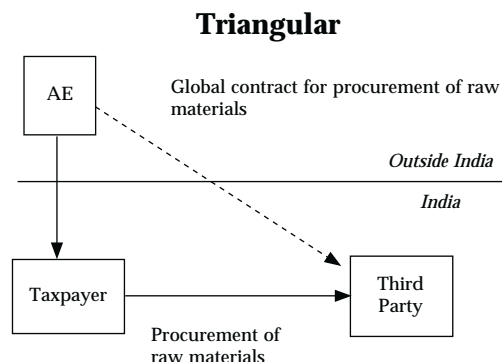 Triangular
AE
Global contract for procurement of raw
materials
Outside India
India
Taxpayer
Third
Party
Procurement of
raw materials